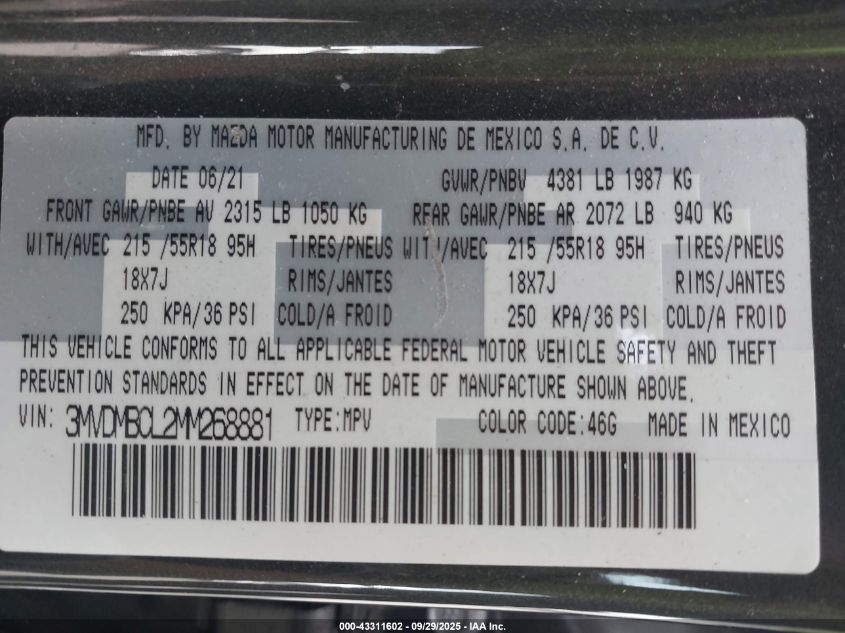 MFD. BY MAZDA MOTOR MANUFACTURING DE MEXICO S.A. DE C.V.
DATE 06/21 GVWR/PNBV 4381 LB 1987 KG
FRONT GAWR/PNBE AV 2315 LB 1050 KG REAR GAWR/PNBE AR 2072 LB 940 KG
WITH/AVEC 215 /55R18 95H TIRES/PNEUS WITH/AVEC 215 /55R18 95H TIRES/PNEUS
18X7J RIMS/JANTES 18X7J RIMS/JANTES
250 KPA/36 PSI COLD/A FROID 250 KPA/36 PSI COLD/A FROID
THIS VEHICLE CONFORMS TO ALL APPLICABLE FEDERAL MOTOR VEHICLE SAFETY AND THEFT
PREVENTION STANDARDS IN EFFECT ON THE DATE OF MANUFACTURE SHOWN ABOVE.
VIN: 3MVDMBCL2MM268881 TYPE:MPV COLOR CODE:46G MADE IN MEXICO
000-43311602 - 09/29/2025 - IAA Inc.